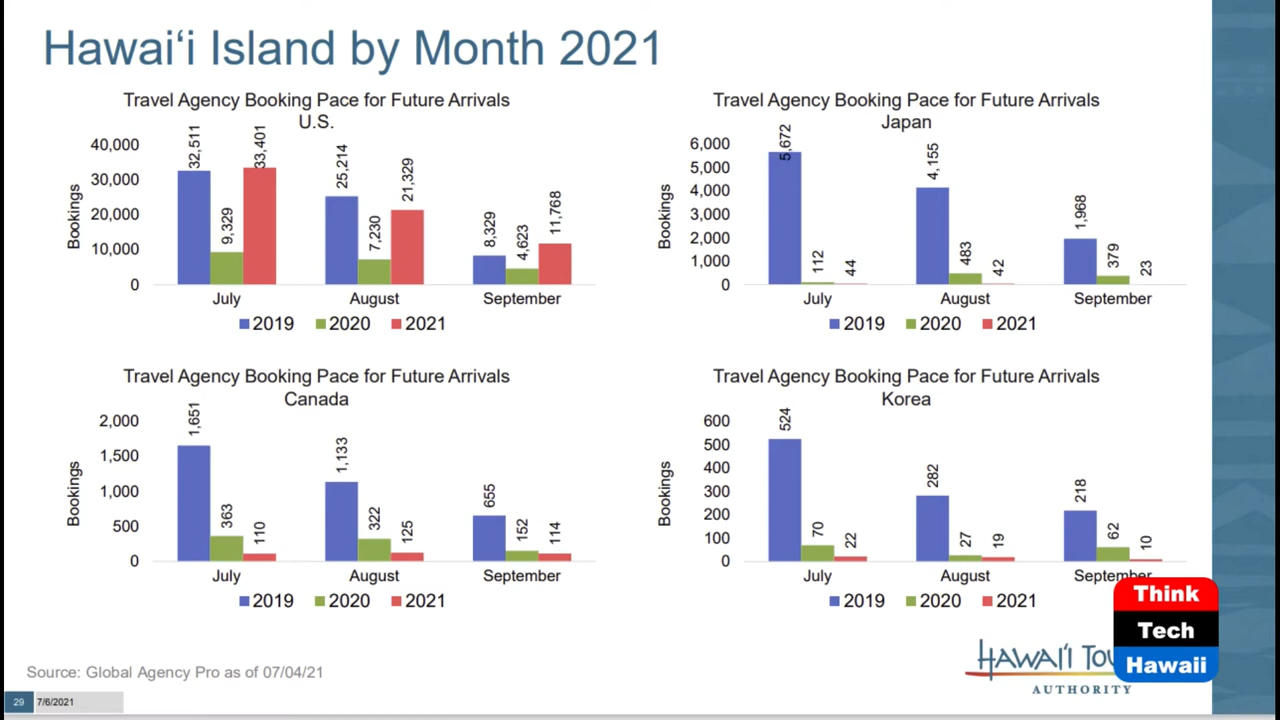 Hawaiʻi Island by Month 2021
Travel Agency Booking Pace for Future Arrivals
U.S.
Bookings
40,000
30,000
20,000
10,000
0
32,511
9,329
33,401
25,214
7,230
21,329
8,329
4,623
11,768
July
August
September
2019
2020
2021
Travel Agency Booking Pace for Future Arrivals
Japan
Bookings
6,000
5,000
4,000
3,000
2,000
1,000
0
5,672
112
44
4,155
483
42
1,968
379
23
July
August
September
2019
2020
2021
Travel Agency Booking Pace for Future Arrivals
Canada
Bookings
2,000
1,500
1,000
500
0
1,651
363
110
1,133
322
125
655
152
114
July
August
September
2019
2020
2021
Travel Agency Booking Pace for Future Arrivals
Korea
Bookings
600
500
400
300
200
100
0
524
70
22
282
27
19
218
62
10
July
August
September
2019
2020
2021
Think
Tech
Hawaii
HAWAIʻI
AUTHORITY
Source: Global Agency Pro as of 07/04/21
29
7/6/2021